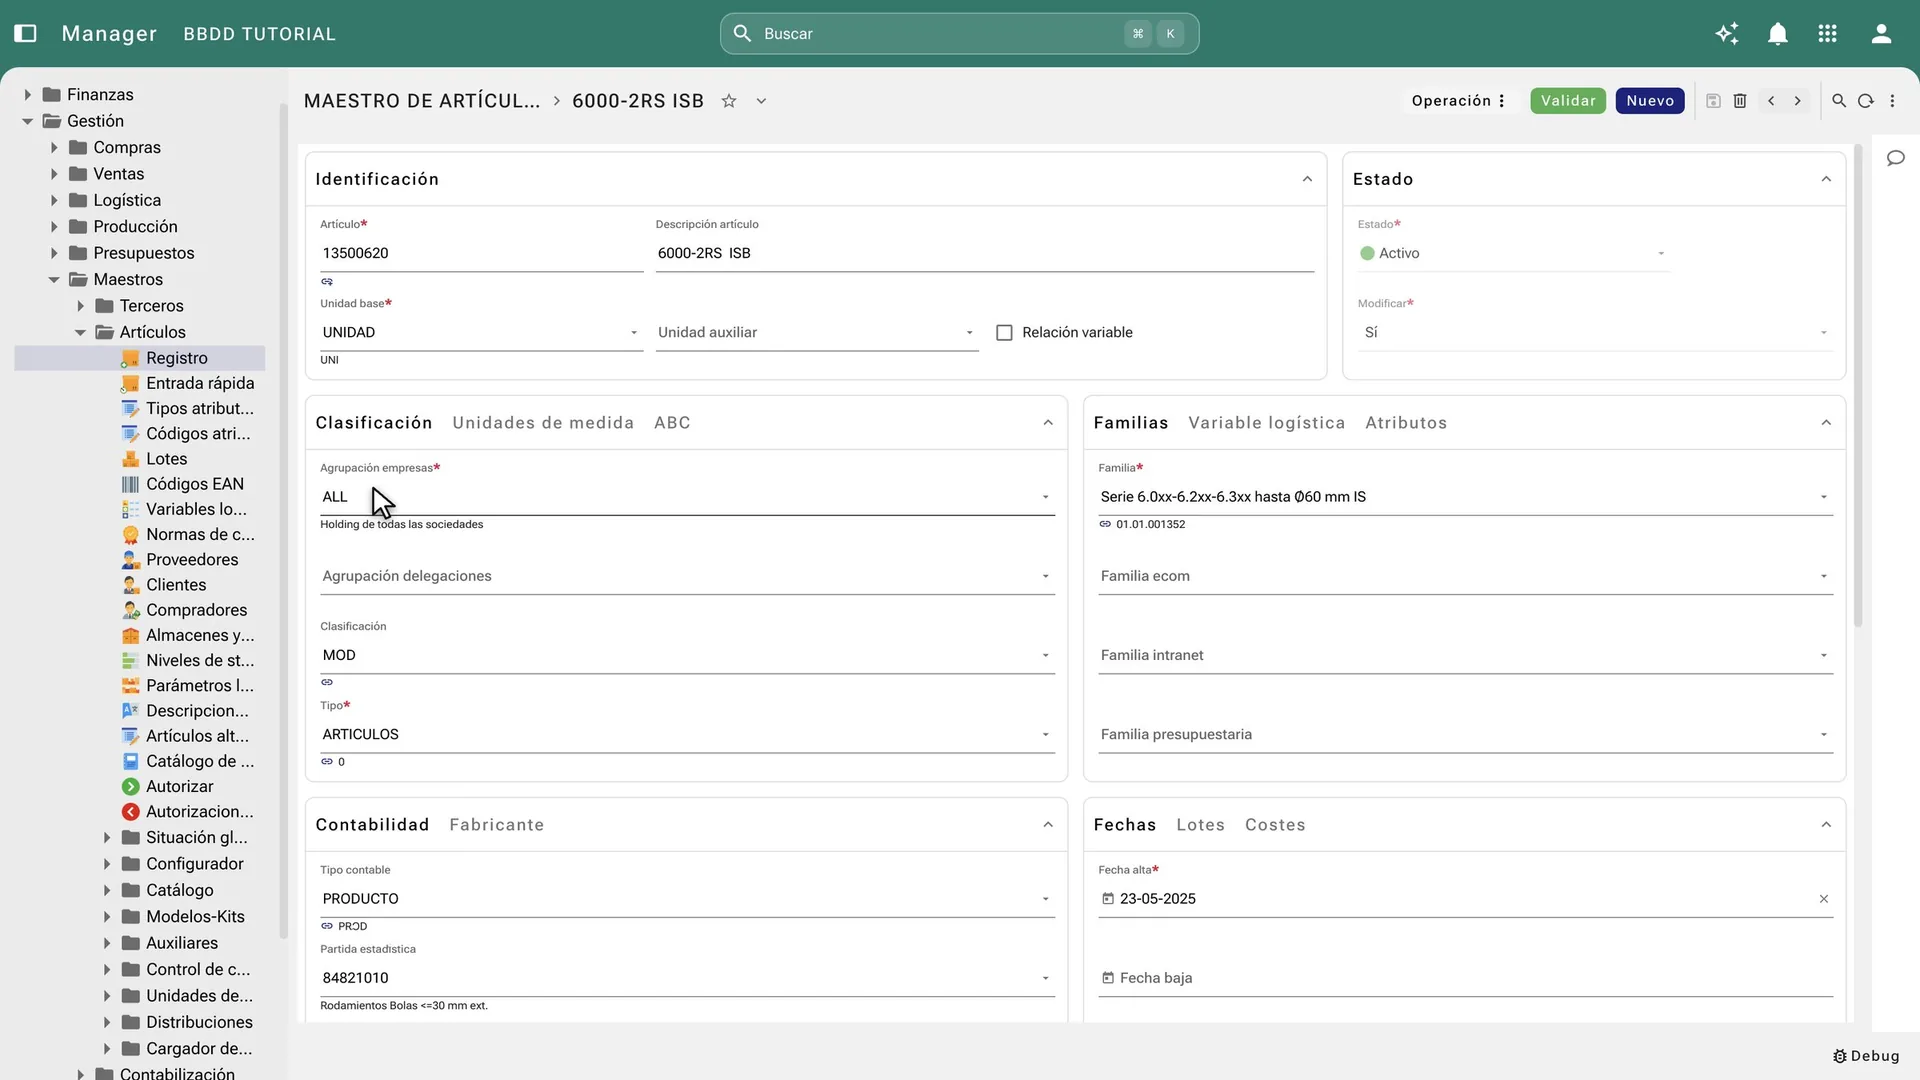 Manager BBDD TUTORIAL
Buscar
⌘ K
Finanzas
Gestión
Compras
Ventas
Logística
Producción
Presupuestos
Maestros
Terceros
Artículos
Registro
Entrada rápida
Tipos atribut...
Códigos atri...
Lotes
Códigos EAN
Variables lo...
Normas de c...
Proveedores
Clientes
Compradores
Almacenes y...
Niveles de st...
Parámetros l...
Descripcion...
Artículos alt...
Catálogo de ...
Autorizar
Autorizacion...
Situación gl...
Configurador
Catálogo
Modelos-Kits
Auxiliares
Control de c...
Unidades de...
Distribuciones
Cargador de...
Contabilización
MAESTRO DE ARTÍCUL... > 6000-2RS ISB
Operación
Validar
Nuevo
Identificación
Artículo*
13500620
Descripción artículo
6000-2RS ISB
Unidad base*
UNIDAD
UNI
Unidad auxiliar
Relación variable
Estado
Estado*
Activo
Modificar*
Sí
Clasificación Unidades de medida ABC
Agrupación empresas*
ALL
Holding de todas las sociedades
Agrupación delegaciones
Clasificación
MOD
Tipo*
ARTICULOS
0
Familias Variable logística Atributos
Familia*
Serie 6.0xx-6.2xx-6.3xx hasta Ø60 mm IS
01.01.001352
Familia ecom
Familia intranet
Familia presupuestaria
Contabilidad Fabricante
Tipo contable
PRODUCTO
PROD
Partida estadística
84821010
Rodamientos Bolas <=30 mm ext.
Fechas Lotes Costes
Fecha alta*
23-05-2025
Fecha baja
Debug